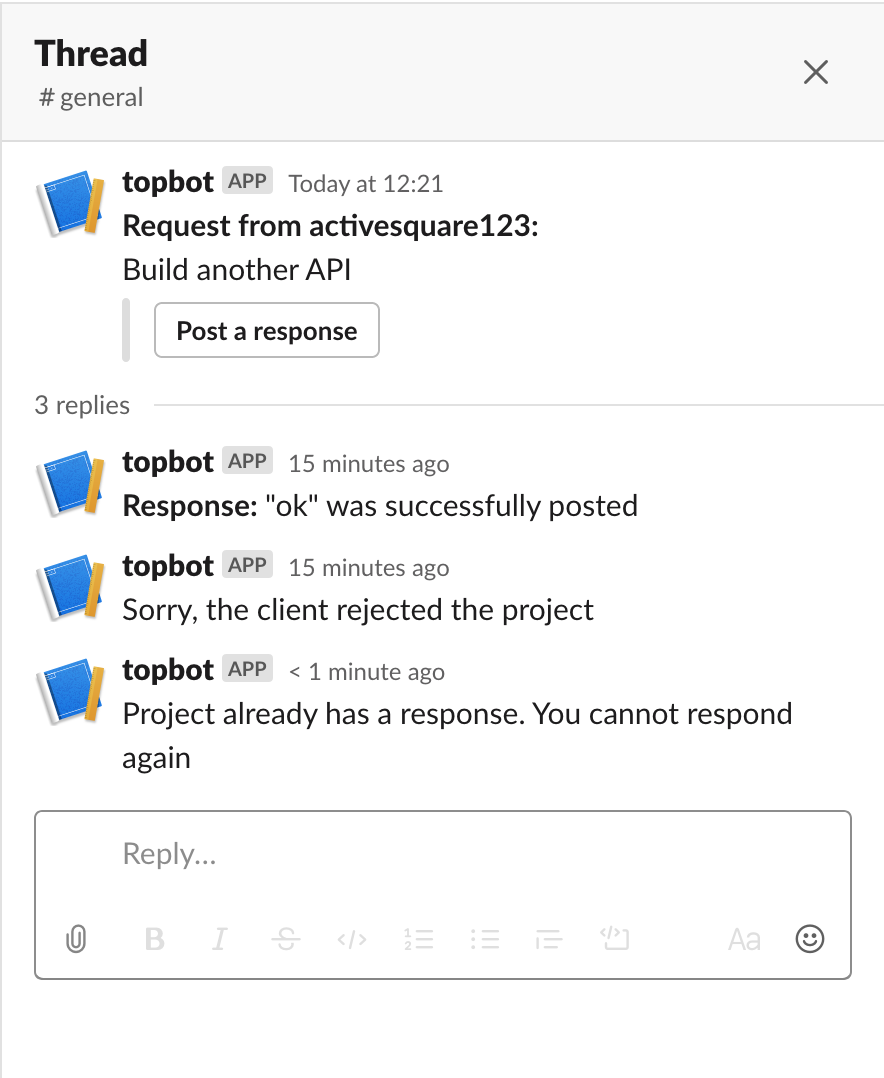 Thread
# general
topbot APP Today at 12:21
Request from activesquare123:
Build another API
Post a response
3 replies
topbot APP 15 minutes ago
Response: "ok" was successfully posted
topbot APP 15 minutes ago
Sorry, the client rejected the project
topbot APP < 1 minute ago
Project already has a response. You cannot respond
again
Reply...
B I S </> Aa